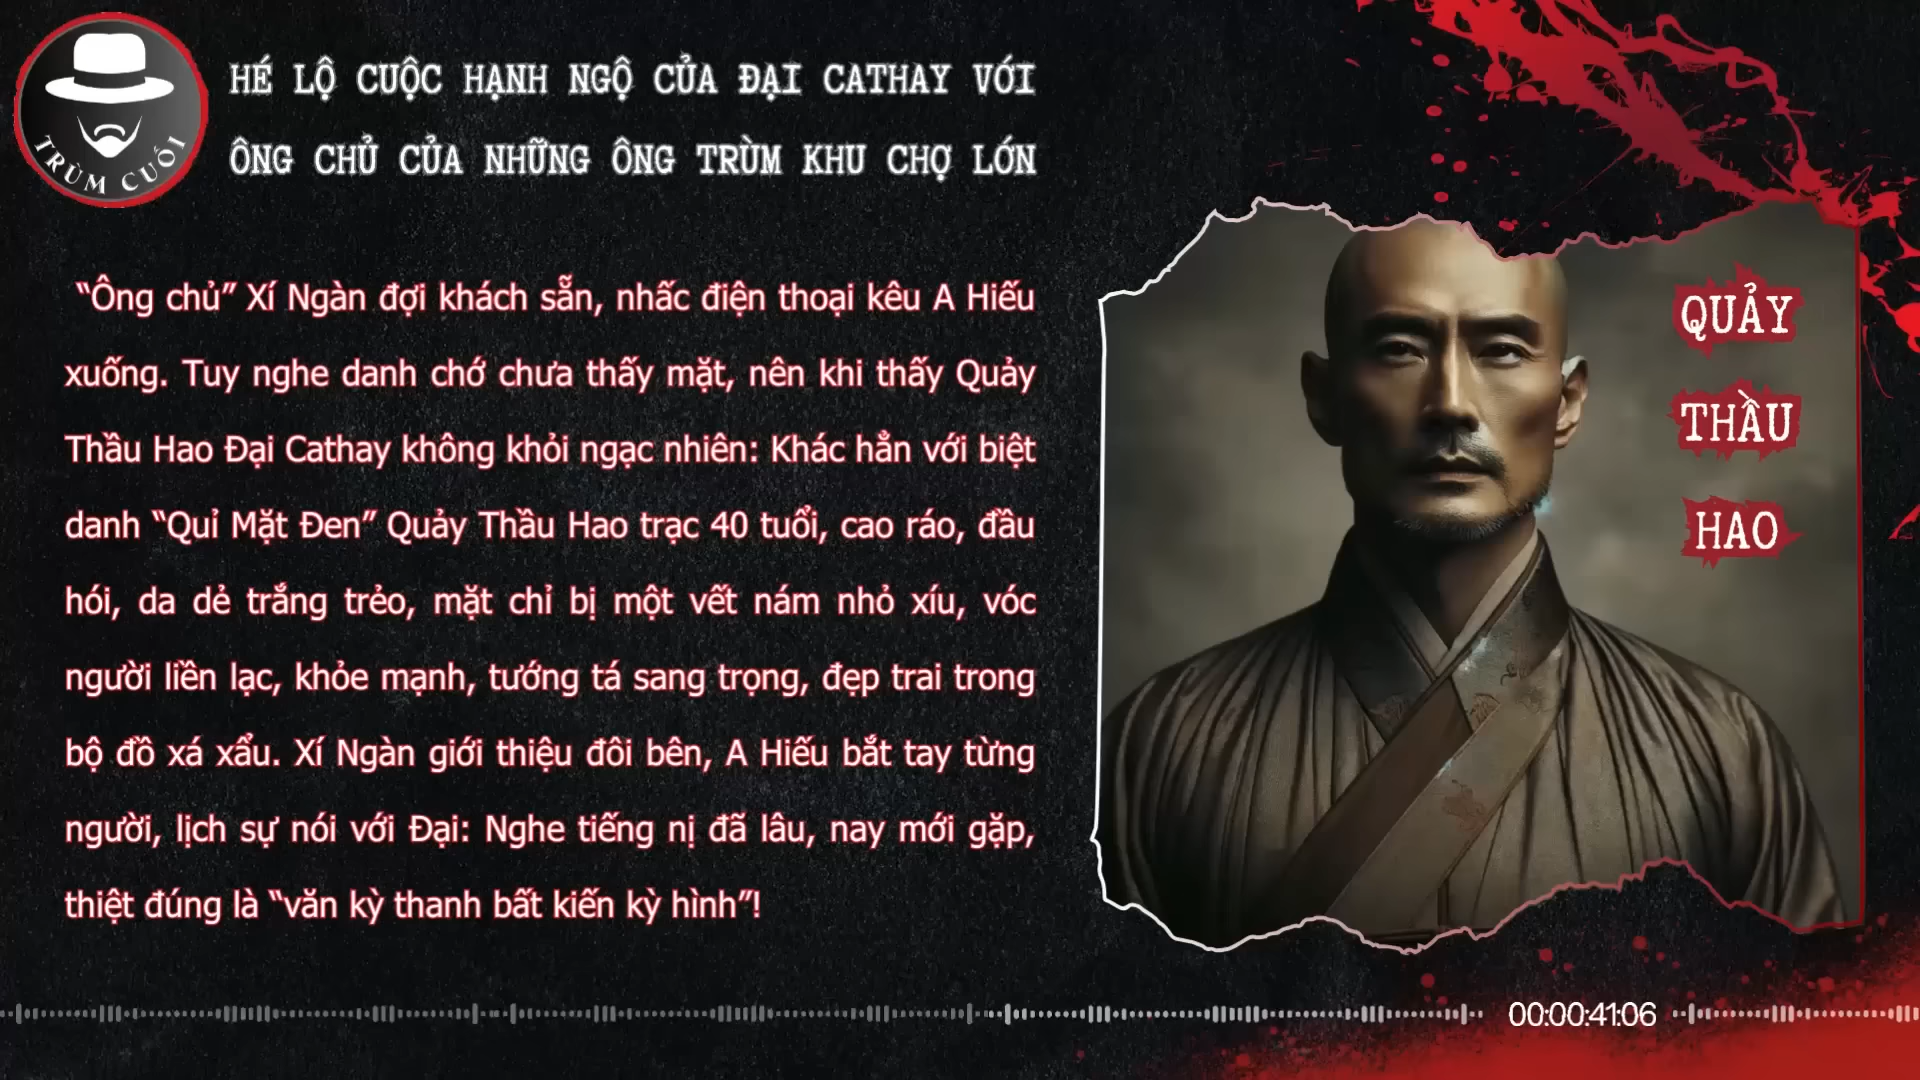 TRÙM CUỐI
HÉ LỘ CUỘC HẠNH NGỘ CỦA ĐẠI CATHAY VỚI
ÔNG CHỦ CỦA NHỮNG ÔNG TRÙM KHU CHỢ LỚN
“Ông chủ” Xí Ngàn đợi khách sẵn, nhấc điện thoại kêu A Hiếu
xuống. Tuy nghe danh chớ chưa thấy mặt, nên khi thấy Quảy
Thầu Hao Đại Cathay không khỏi ngạc nhiên: Khác hẳn với biệt
danh “Quỉ Mặt Đen” Quảy Thầu Hao trạc 40 tuổi, cao ráo, đầu
hói, da dẻ trắng trẻo, mặt chỉ bị một vết nám nhỏ xíu, vóc
người liền lạc, khỏe mạnh, tướng tá sang trọng, đẹp trai trong
bộ đồ xá xẩu. Xí Ngàn giới thiệu đôi bên, A Hiếu bắt tay từng
người, lịch sự nói với Đại: Nghe tiếng nị đã lâu, nay mới gặp,
thiệt đúng là “văn kỳ thanh bất kiến kỳ hình”!
QUẢY
THẦU
HAO
00:00:41:06